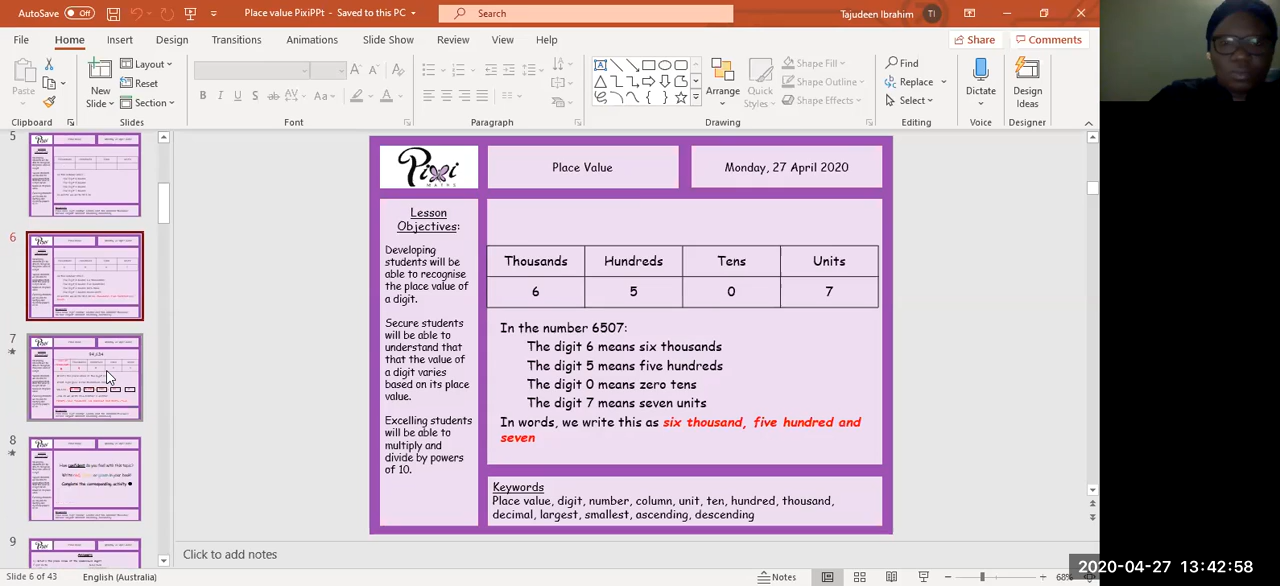 AutoSave Off Place value PixiPPt - Saved to this PC Search Tajudeen Ibrahim TI
File Home Insert Design Transitions Animations Slide Show Review View Help Share Comments
Paste New Slide Layout Reset Section Arrange Quick Styles Shape Fill Shape Outline Shape Effects Find Replace Select Dictate Design Ideas
Clipboard Slides Font Paragraph Drawing Editing Voice Designer
5
6
7
8
9
Pixi
MATHS
Place Value
Monday, 27 April 2020
Lesson
Objectives:
Developing
students will be
able to recognise
the place value of
a digit.
Secure students
will be able to
understand that
that the value of
a digit varies
based on its place
value.
Excelling students
will be able to
multiply and
divide by powers
of 10.
Thousands Hundreds Tens Units
6 5 0 7
In the number 6507:
The digit 6 means six thousands
The digit 5 means five hundreds
The digit 0 means zero tens
The digit 7 means seven units
In words, we write this as six thousand, five hundred and
seven
Keywords
Place value, digit, number, column, unit, ten, hundred, thousand,
decimal, largest, smallest, ascending, descending
Click to add notes
Slide 6 of 43 English (Australia) Notes 68%
2020-04-27 13:42:58